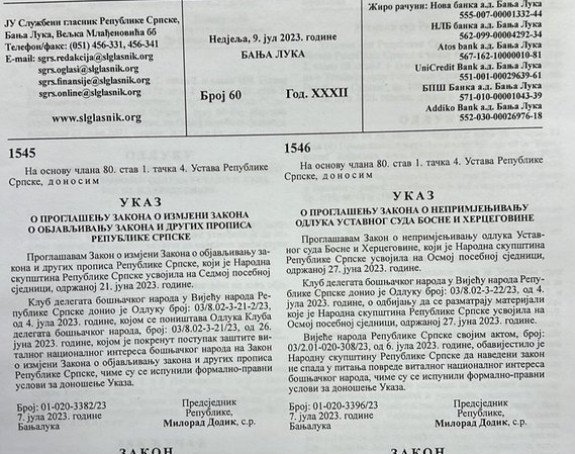 ЈУ Службени гласник Републике Српске,
Бања Лука, Вељка Млађеновића бб
Телефон/факс: (051) 456-331, 456-341
E-mail: sgrs.redakcija@slglasnik.org
sgrs.oglasi@slglasnik.org
sgrs.finansije@slglasnik.org
sgrs.online@slglasnik.org
www.slglasnik.org
Недјеља, 9. јул 2023. године
БАЊА ЛУКА
Број 60 Год. XXXII
Жиро рачуни: Нова банка а.д. Бања Лука
555-007-00001332-44
НЛБ банка а.д. Бања Лука
562-099-00004292-34
Atos bank а.д. Бања Лука
567-162-10000010-81
UniCredit Bank а.д. Бања Лука
551-001-00029639-61
БПШ Банка а.д. Бања Лука
571-010-00001043-39
Addiko Bank а.д. Бања Лука
552-030-00026976-18
1545
На основу члана 80. став 1. тачка 4. Устава Републике
Српске, доносим
УКАЗ
О ПРОГЛАШЕЊУ ЗАКОНА О ИЗМЈЕНИ ЗАКОНА
О ОБЈАВЉИВАЊУ ЗАКОНА И ДРУГИХ ПРОПИСА
РЕПУБЛИКЕ СРПСКЕ
Проглашавам Закон о измјени Закона о објављивању за-
кона и других прописа Републике Српске, који је Народна
скупштина Републике Српске усвојила на Седмој посебној
сједници, одржаној 21. јуна 2023. године.
Клуб делегата бошњачког народа у Вијећу народа Ре-
публике Српске донио је Одлуку број: 03/8.02-3-21-2/23,
од 4. јула 2023. године, којом се поништава Одлука Клуба
делегата бошњачког народа, број: 03/8.02-3-21/23, од 26.
јуна 2023. године, којом је покренут поступак заштите ви-
талног националног интереса бошњачког народа на Закон
о измјени Закона о објављивању закона и других прописа
Републике Српске, чиме су се испунили формално-правни
услови за доношење Указа.
Број: 01-020-3382/23 Предсједник
7. јула 2023. године Републике,
Бањалука Милорад Додик, с.р.
ЗАКОН
1546
На основу члана 80. став 1. тачка 4. Устава Републике
Српске, доносим
УКАЗ
О ПРОГЛАШЕЊУ ЗАКОНА О НЕПРИМЈЕЊИВАЊУ
ОДЛУКА УСТАВНОГ СУДА БОСНЕ И ХЕРЦЕГОВИНЕ
Проглашавам Закон о непримјењивању одлука Устав-
ног суда Босне и Херцеговине, који је Народна скупштина
Републике Српске усвојила на Осмој посебној сједници,
одржаној 27. јуна 2023. године.
Клуб делегата бошњачког народа у Вијећу народа Репу-
блике Српске донио је Одлуку број: 03/8.02-3-22/23, од 4. јула
2023. године, о одбијању да се разматрају материјали
које је Народна скупштина Републике Српске усвојила на
Осмој посебној сједници, одржаној 27. јуна 2023. године.
Вијеће народа Републике Српске својим актом, број:
03/2.01-020-308/23, од 6. јула 2023. године, обавијестило је
Народну скупштину Републике Српске да наведени закон
не спада у питања повреде виталног националног интереса
бошњачког народа, чиме су се испунили формално-правни
услови за доношење Указа.
Број: 01-020-3396/23 Предсједник
7. јула 2023. године Републике,
Бањалука Милорад Додик, с.р.
ЗАКОН